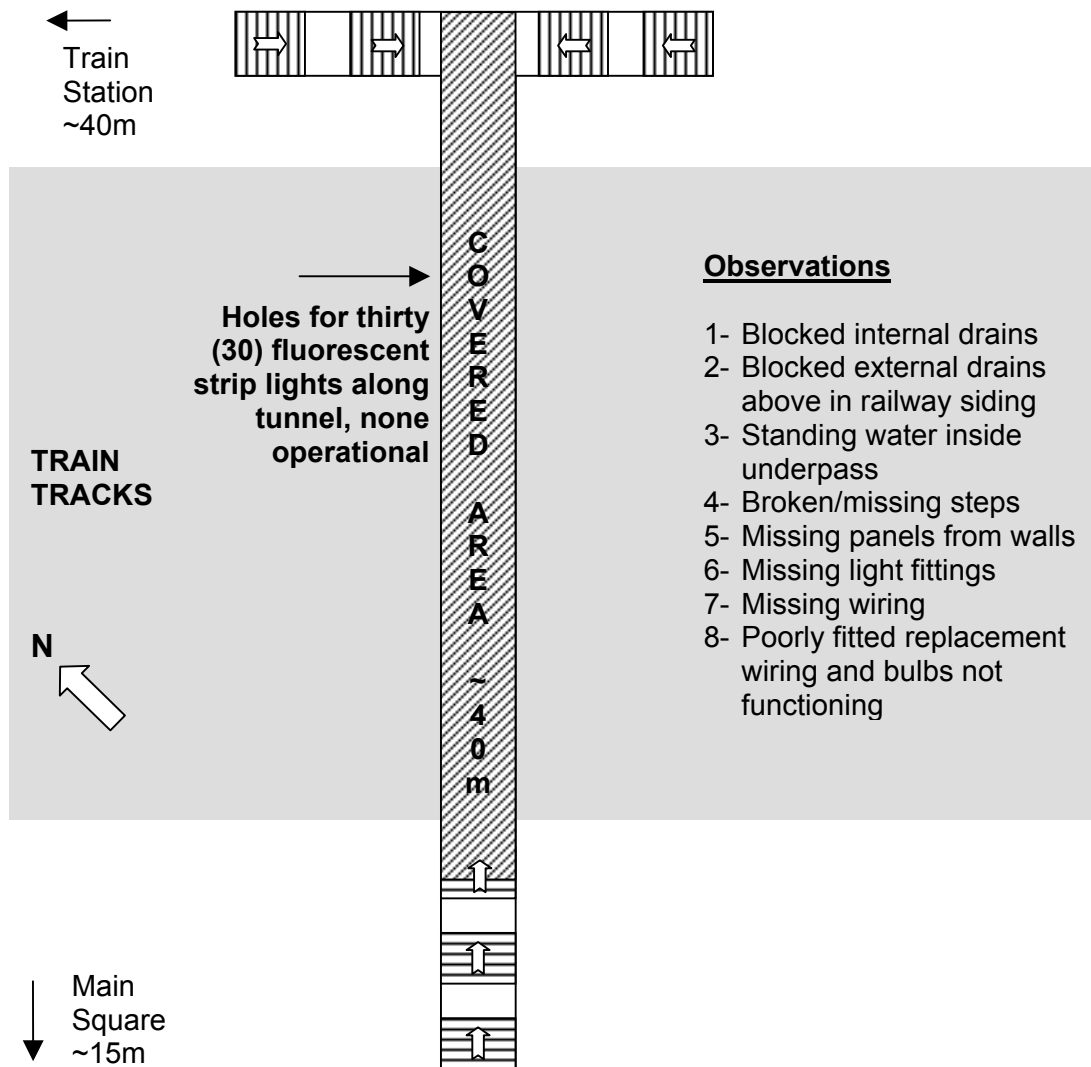 Train
Station
~40m
COVERED AREA ~40m
Holes for thirty
(30) fluorescent
strip lights along
tunnel, none
operational
Observations
1- Blocked internal drains
2- Blocked external drains
above in railway siding
3- Standing water inside
underpass
4- Broken/missing steps
5- Missing panels from walls
6- Missing light fittings
7- Missing wiring
8- Poorly fitted replacement
wiring and bulbs not
functioning
TRAIN
TRACKS
N
Main
Square
~15m